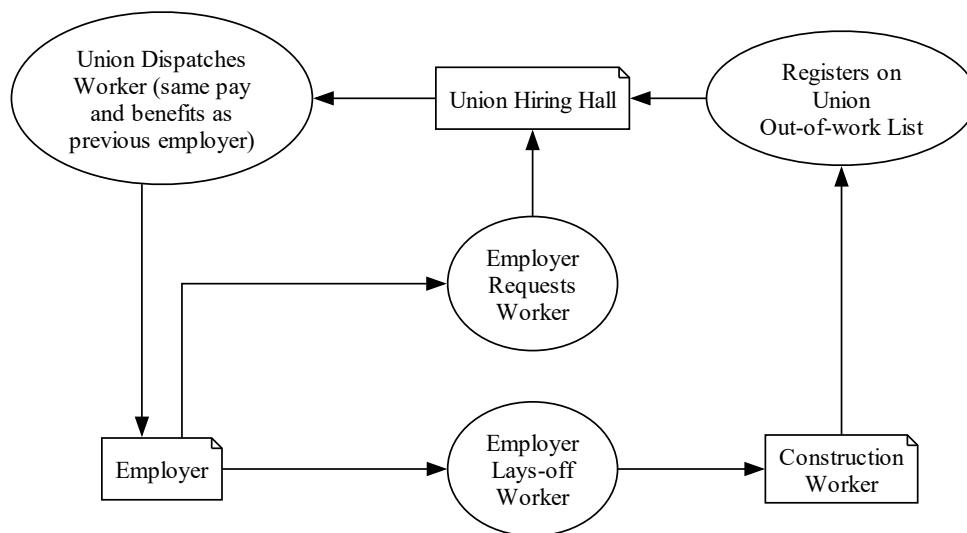 Union Dispatches
Worker (same pay
and benefits as
previous employer)
Union Hiring Hall
Registers on
Union
Out-of-work List
Employer
Requests
Worker
Employer
Employer
Lays-off
Worker
Construction
Worker